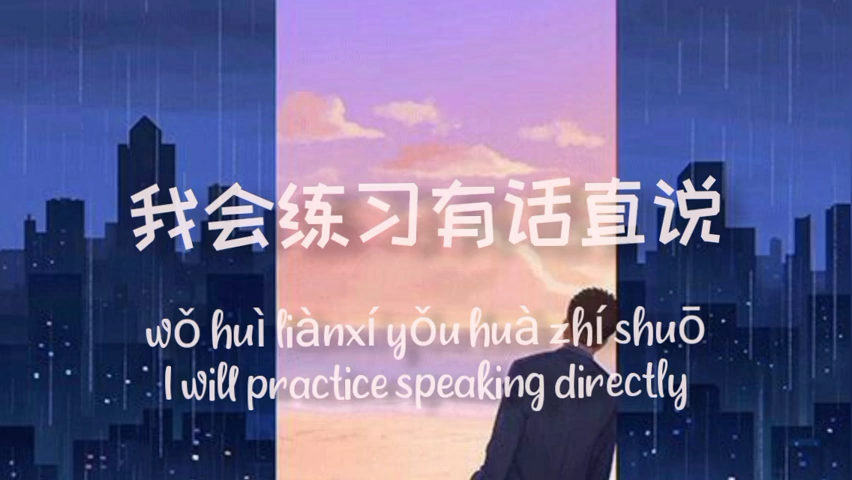 我会练习有话直说
wǒ huì liànxí yǒu huà zhí shuō
I will practice speaking directly